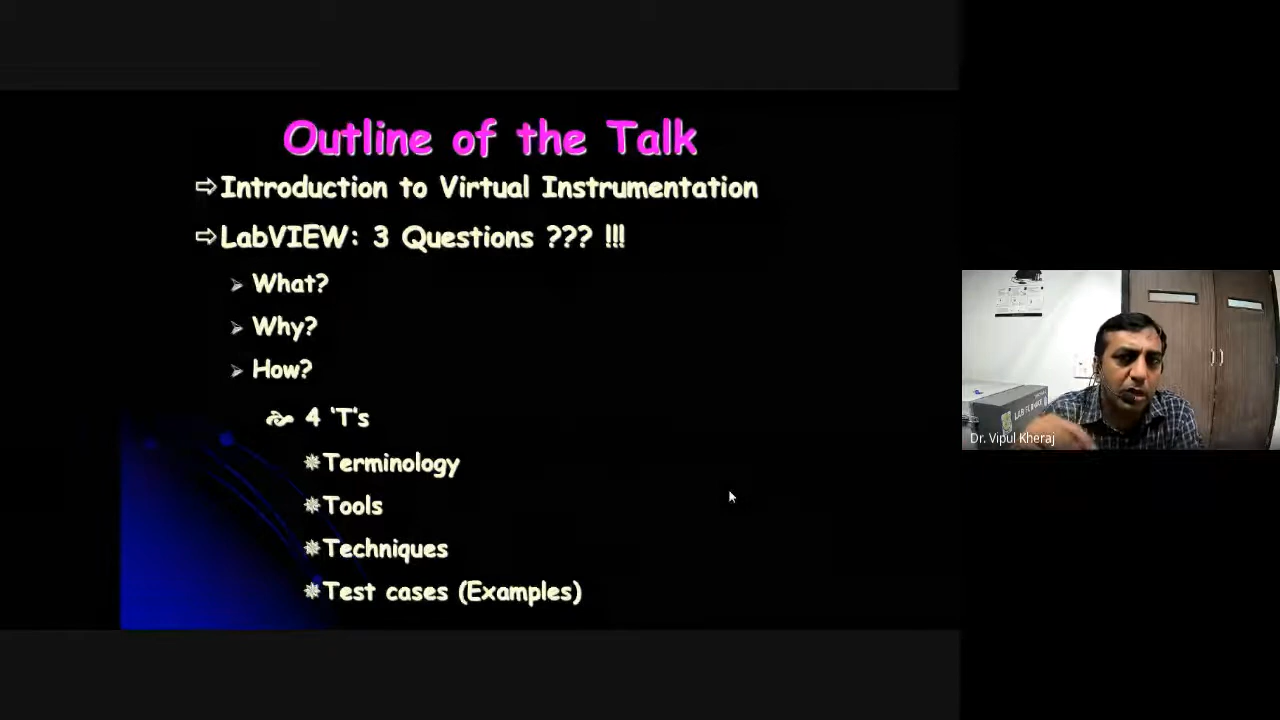 Outline of the Talk
⇨Introduction to Virtual Instrumentation
⇨LabVIEW: 3 Questions ??? !!!
➢ What?
➢ Why?
➢ How?
4 'T's
Terminology
Tools
Techniques
Test cases (Examples)
Dr. Vipul Kheraj